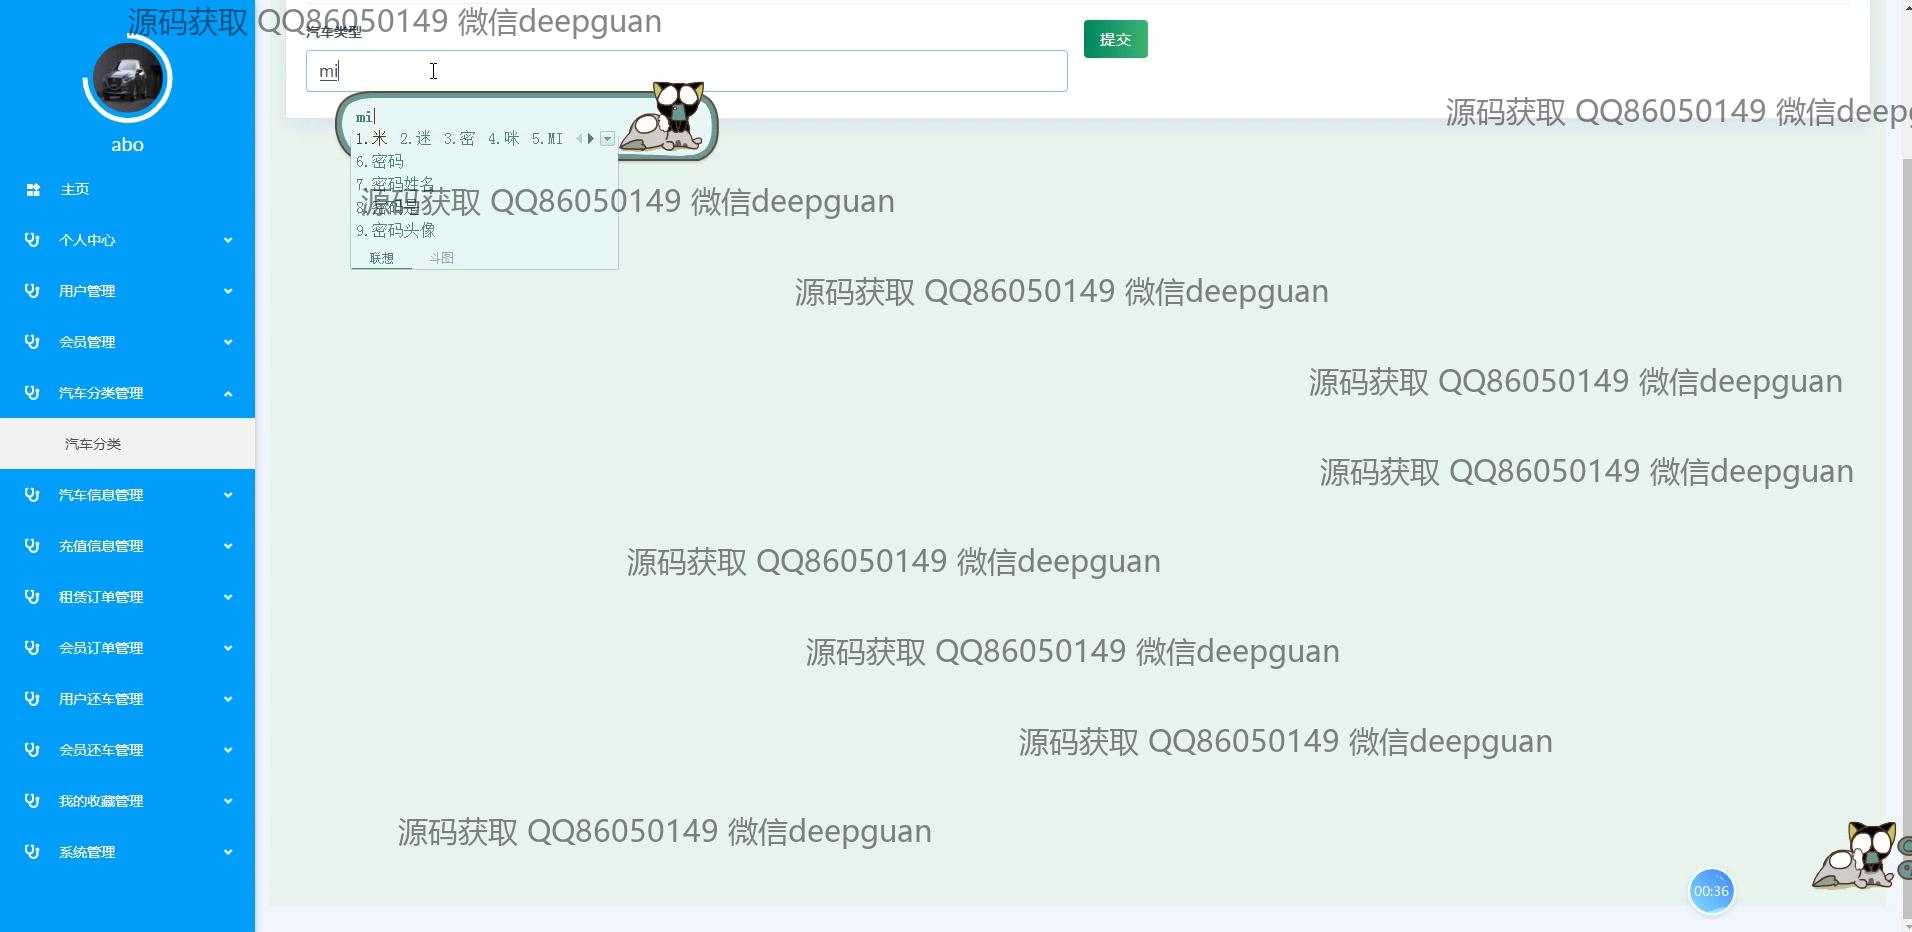 源码获取 QQ86050149 微信deepguan
汽车类型
提交
mi
abo
源码获取 QQ86050149 微信deepg
mi
1.米 2.迷 3.密 4.咪 5.MI
6.密码
7.密码姓名
8.密码是
源码获取 QQ86050149 微信deepguan
9.密码头像
联想 斗图
主页
个人中心
用户管理
会员管理
汽车分类管理
汽车分类
汽车信息管理
充值信息管理
租赁订单管理
会员订单管理
用户还车管理
会员还车管理
我的收藏管理
系统管理
源码获取 QQ86050149 微信deepguan
源码获取 QQ86050149 微信deepguan
源码获取 QQ86050149 微信deepguan
源码获取 QQ86050149 微信deepguan
源码获取 QQ86050149 微信deepguan
源码获取 QQ86050149 微信deepguan
源码获取 QQ86050149 微信deepguan
00:36